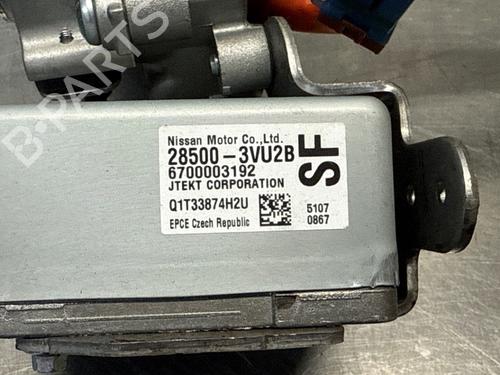 Nissan Motor Co.,Ltd.
28500-3VU2B
6700003192
JTEKT CORPORATION
Q1T33874H2U
EPCE Czech Republic
SF
5107
0867
B-PARTS